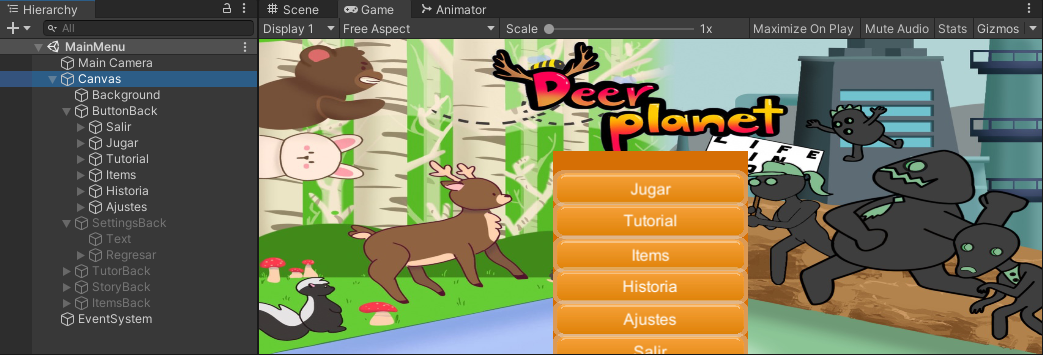 Hierarchy
Scene
Game
Animator
All
Display 1
Free Aspect
Scale
1x
Maximize On Play
Mute Audio
Stats
Gizmos
MainMenu
Main Camera
Canvas
Background
ButtonBack
Salir
Jugar
Tutorial
Items
Historia
Ajustes
SettingsBack
Text
Regresar
TutorBack
StoryBack
ItemsBack
EventSystem
Deer
planet
LIFE
IN
Jugar
Tutorial
Items
Historia
Ajustes
Salir